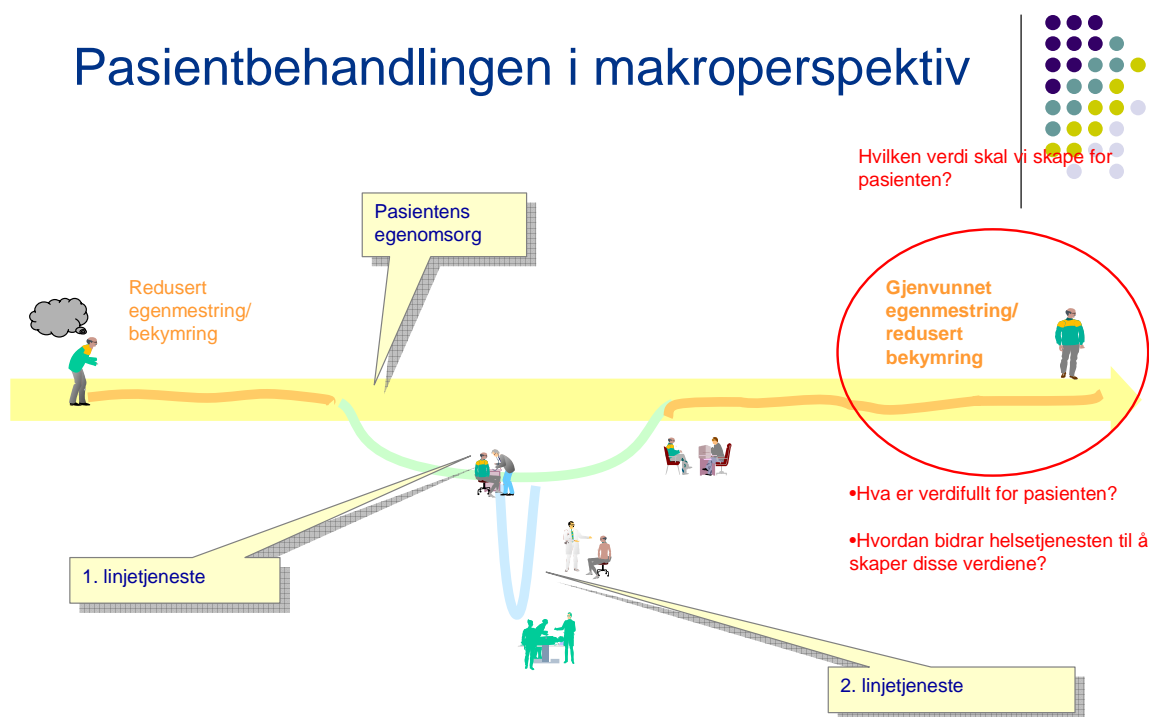 Pasientbehandlingen i makroperspektiv
Hvilken verdi skal vi skape for
pasienten?
Pasientens
egenomsorg
Redusert
egenmestring/
bekymring
Gjenvunnet
egenmestring/
redusert
bekymring
•Hva er verdifullt for pasienten?
•Hvordan bidrar helsetjenesten til å
skaper disse verdiene?
1. linjetjeneste
2. linjetjeneste